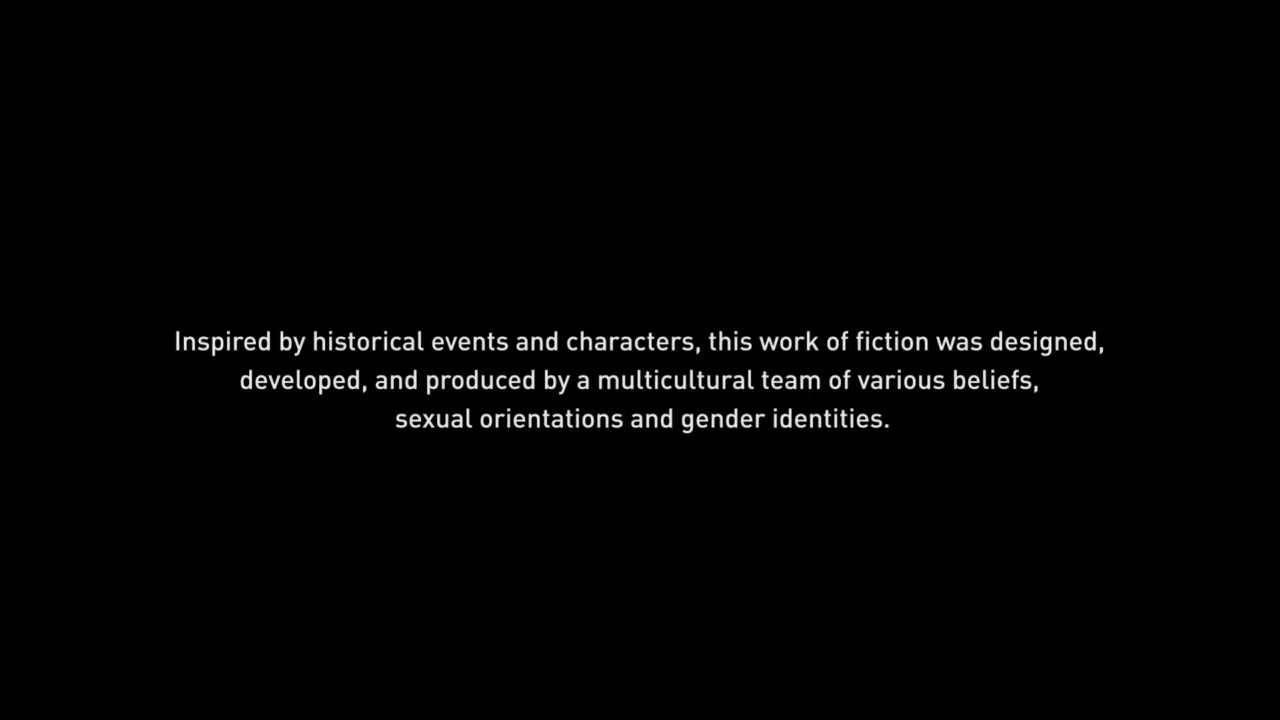 Inspired by historical events and characters, this work of fiction was designed,
developed, and produced by a multicultural team of various beliefs,
sexual orientations and gender identities.